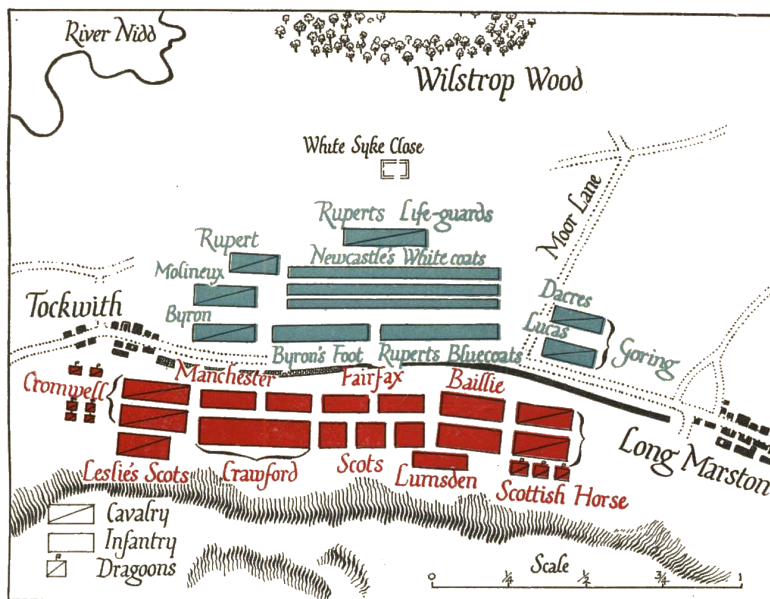 River Nidd
Wilstrop Wood
White Syke Close
Moor Lane
Ruperts Life-guards
Rupert
Newcastle's White coats
Molineux
Dacres
Tockwith
Byron
Lucas
Goring
Byron's Foot
Ruperts Bluecoats
Manchester
Fairfax
Baillie
Cromwell
Long Marston
Leslie's Scots
Crawford
Scots
Lumsden
Scottish Horse
Cavalry
Infantry
Dragoons
Scale
0 ¼ ½ ¾ 1